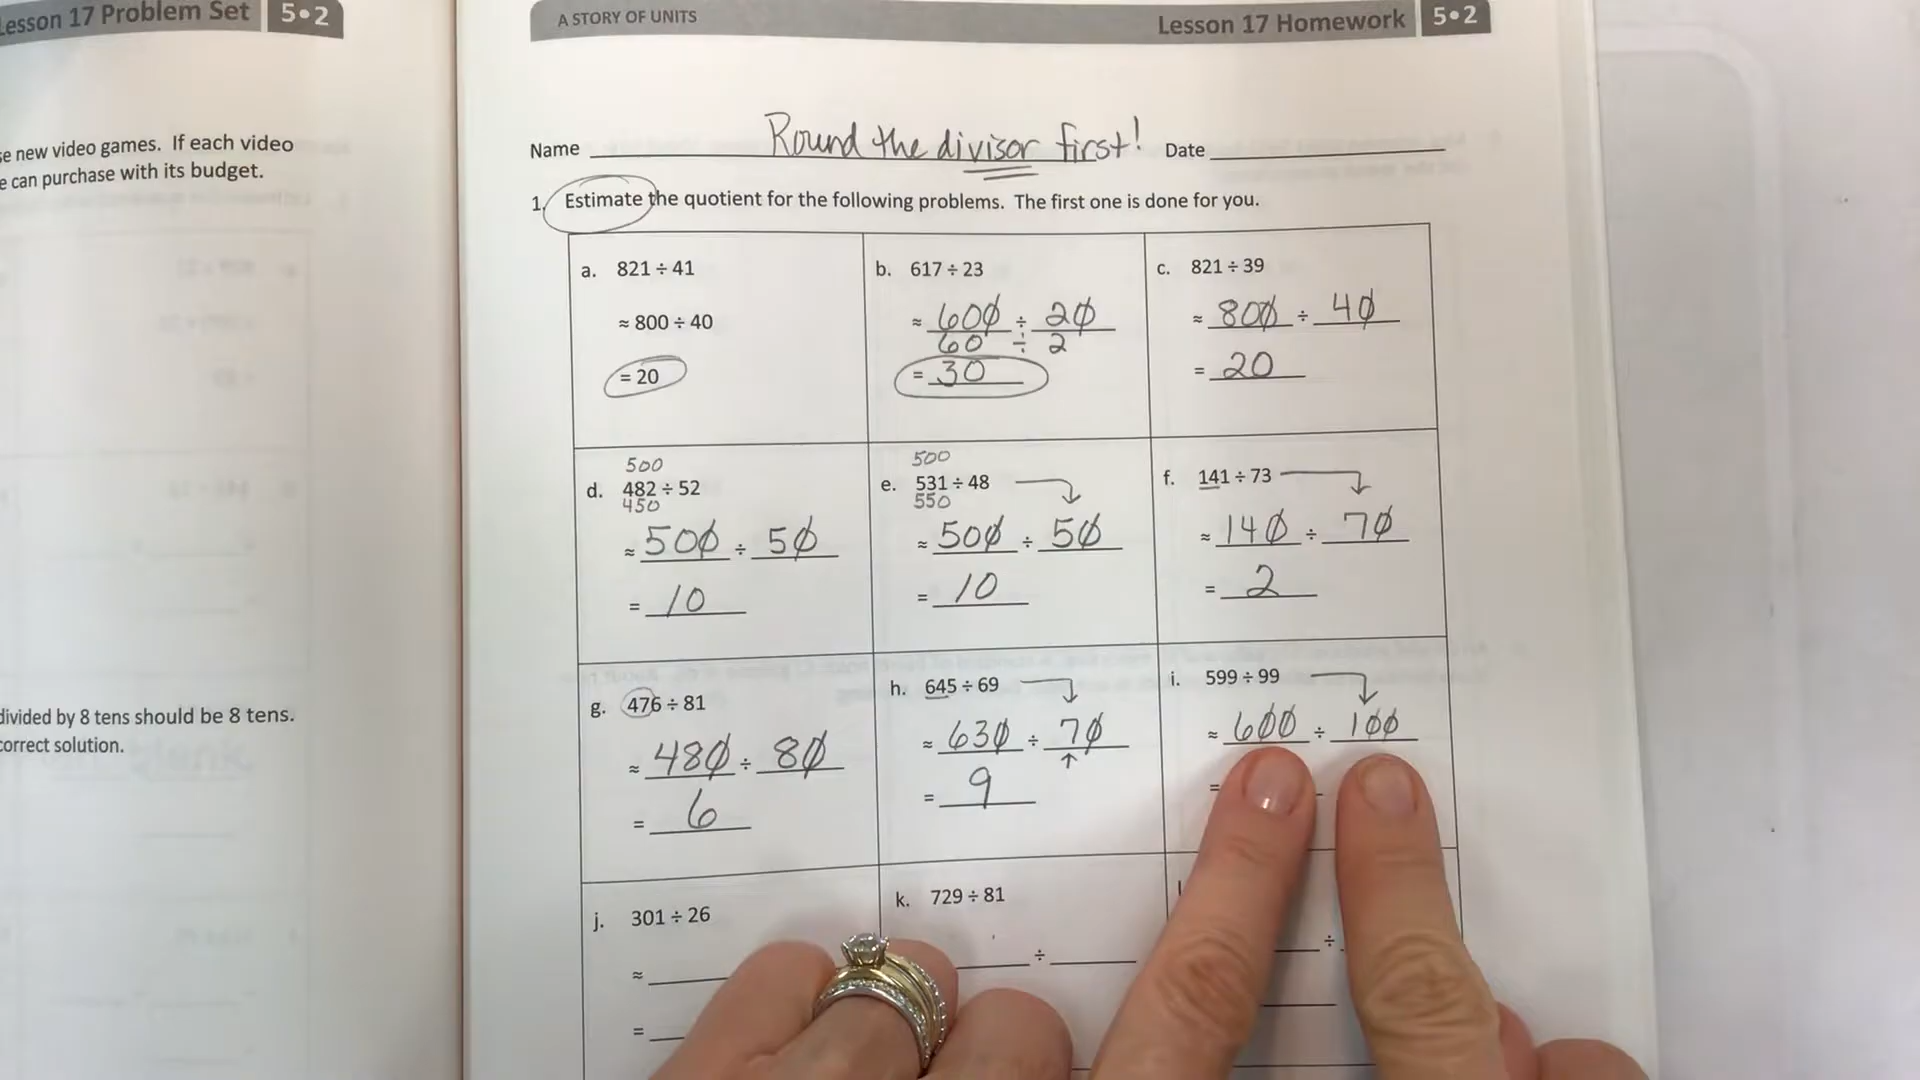 Lesson 17 Problem Set 5•2
se new video games. If each video
e can purchase with its budget.
divided by 8 tens should be 8 tens.
correct solution.
A STORY OF UNITS
Lesson 17 Homework 5•2
Name Round the divisor first! Date
1. Estimate the quotient for the following problems. The first one is done for you.
a. 821 ÷ 41
≈ 800 ÷ 40
= 20
b. 617 ÷ 23
≈ 600 ÷ 20
60 ÷ 2
= 30
c. 821 ÷ 39
≈ 800 ÷ 40
= 20
500
d. 482 ÷ 52
450
≈ 500 ÷ 50
= 10
500
e. 531 ÷ 48
550
≈ 500 ÷ 50
= 10
f. 141 ÷ 73
≈ 140 ÷ 70
= 2
g. 476 ÷ 81
≈ 480 ÷ 80
= 6
h. 645 ÷ 69
≈ 630 ÷ 70
= 9
i. 599 ÷ 99
≈ 600 ÷ 100
=
j. 301 ÷ 26
≈
=
k. 729 ÷ 81
÷
÷